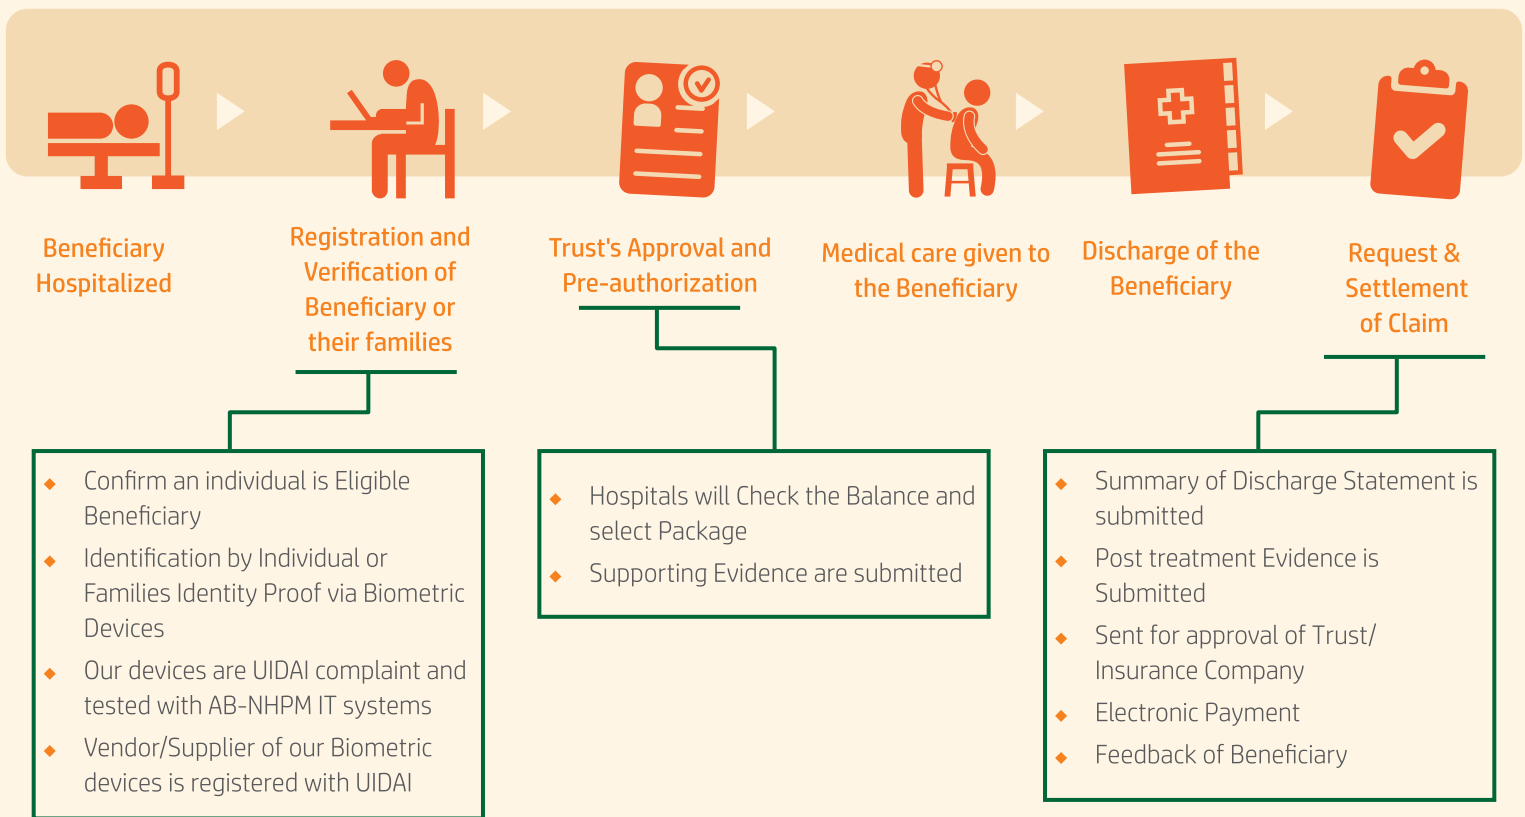 Beneficiary
Hospitalized
Registration and
Verification of
Beneficiary or
their families
Trust's Approval and
Pre-authorization
Medical care given to
the Beneficiary
Discharge of the
Beneficiary
Request &
Settlement
of Claim
Confirm an individual is Eligible
Beneficiary
Identification by Individual or
Families Identity Proof via Biometric
Devices
Our devices are UIDAI complaint and
tested with AB-NHPM IT systems
Vendor/Supplier of our Biometric
devices is registered with UIDAI
Hospitals will Check the Balance and
select Package
Supporting Evidence are submitted
Summary of Discharge Statement is
submitted
Post treatment Evidence is
Submitted
Sent for approval of Trust/
Insurance Company
Electronic Payment
Feedback of Beneficiary